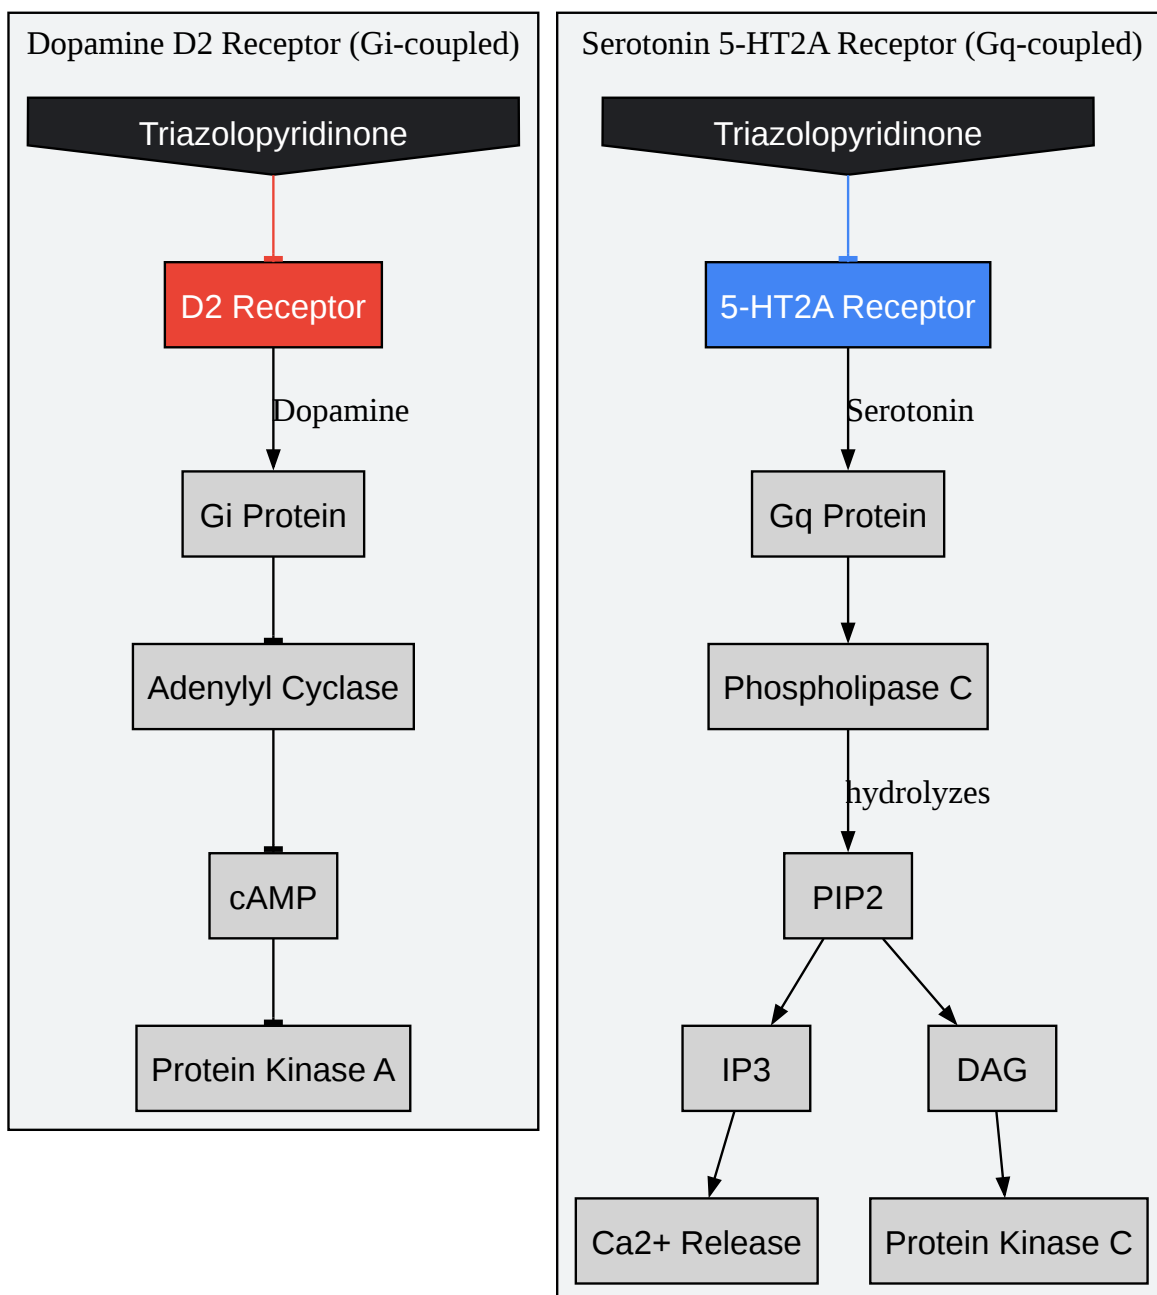 Dopamine D2 Receptor (Gi-coupled)
Triazolopyridinone
D2 Receptor
Dopamine
Gi Protein
Adenylyl Cyclase
cAMP
Protein Kinase A
Serotonin 5-HT2A Receptor (Gq-coupled)
Triazolopyridinone
5-HT2A Receptor
Serotonin
Gq Protein
Phospholipase C
hydrolyzes
PIP2
IP3
DAG
Ca2+ Release
Protein Kinase C